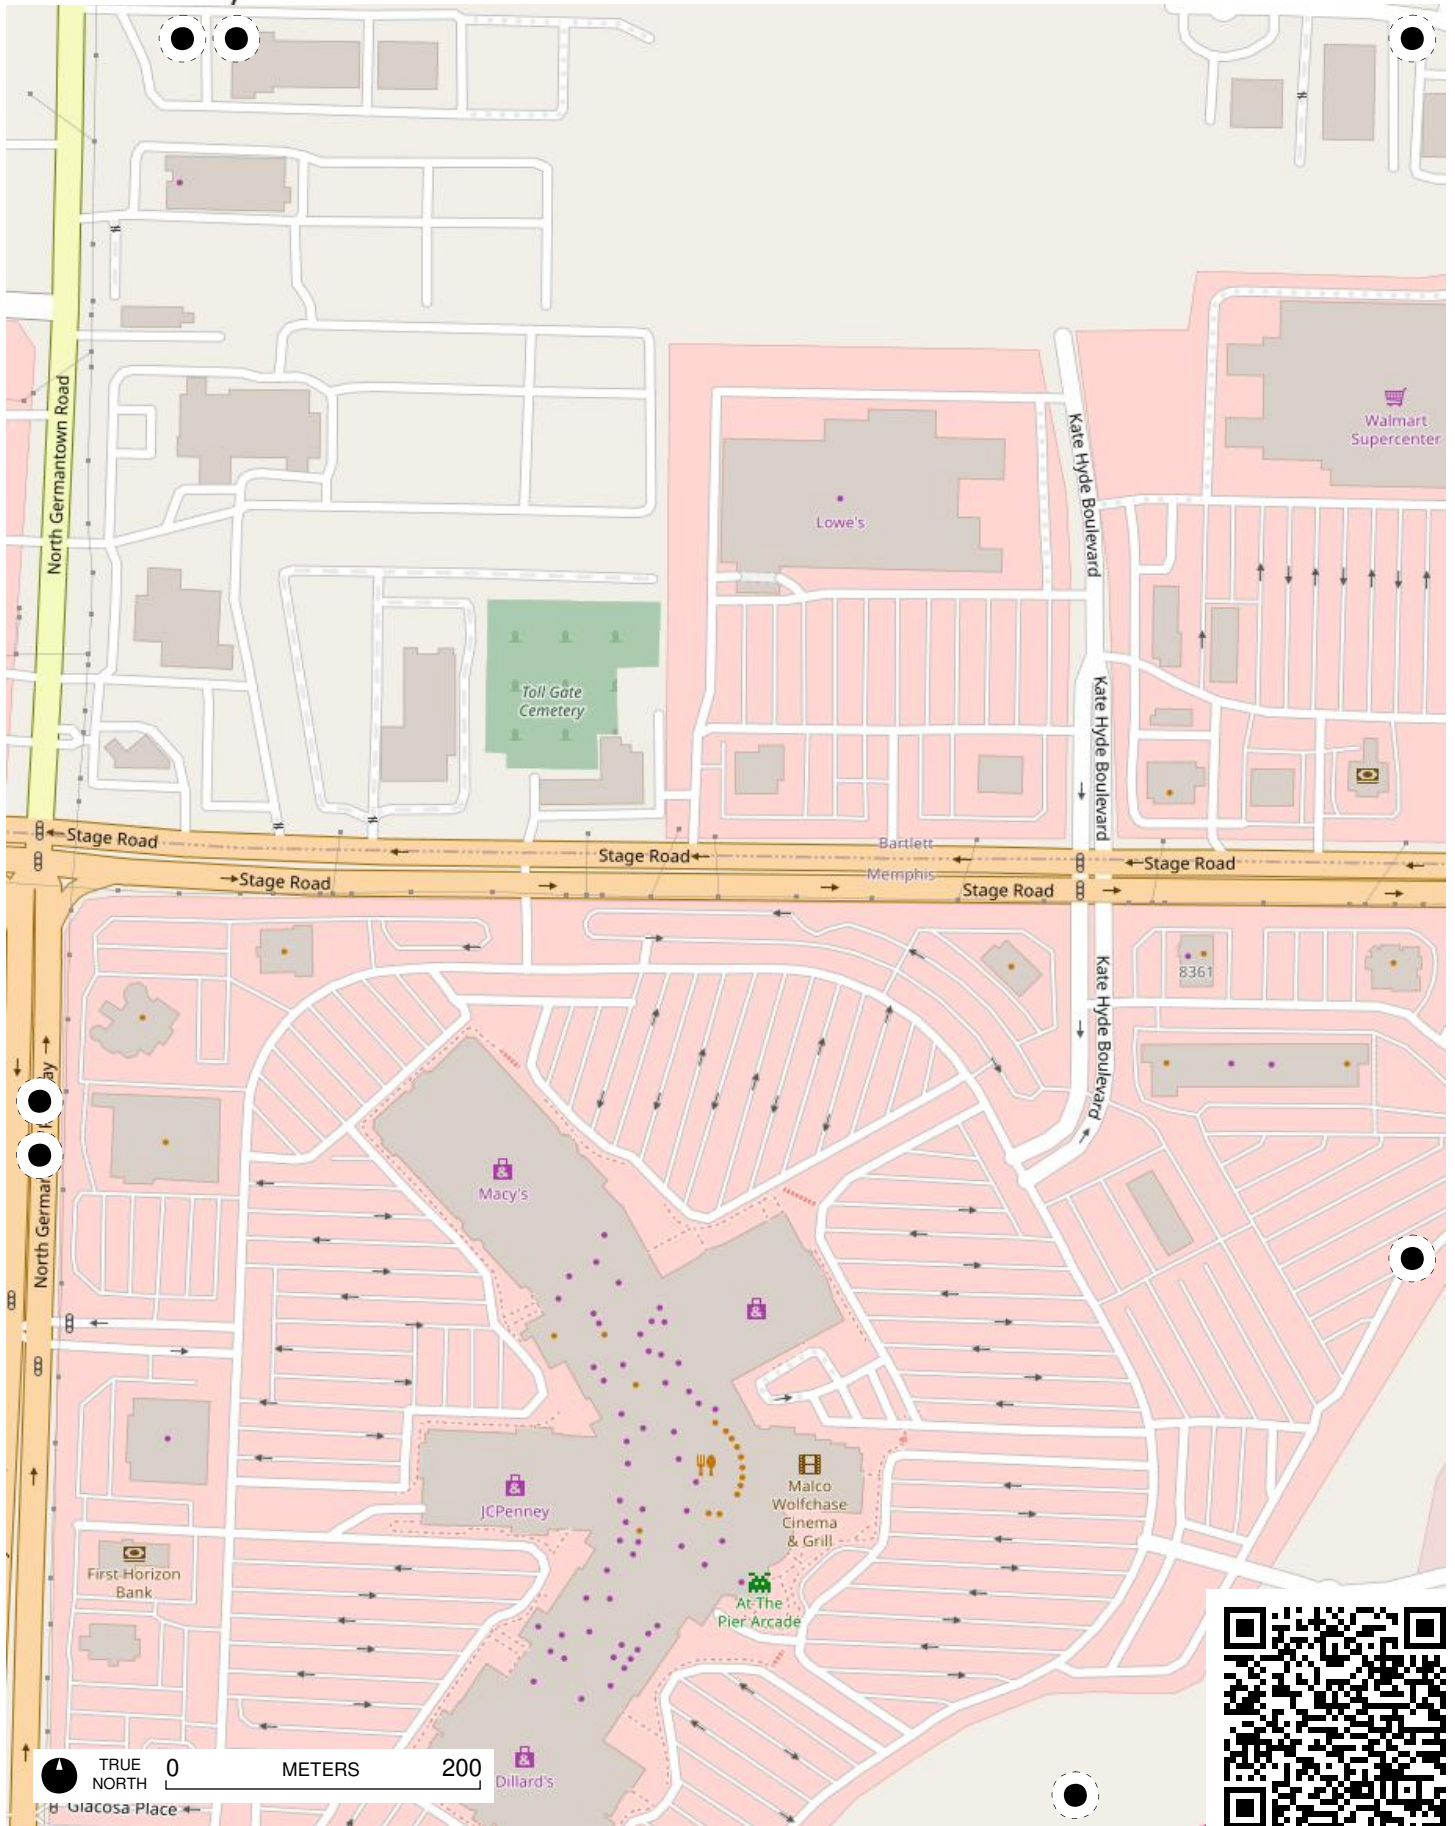 North Germantown Road
Kate Hyde Boulevard
Walmart
Supercenter
Lowe's
Toll Gate
Cemetery
Kate Hyde Boulevard
Stage Road
Stage Road
Bartlett
Stage Road
Stage Road
Memphis
Stage Road
8361
Kate Hyde Boulevard
North German
ay
Macy's
JCPenney
Malco
Wolfchase
Cinema
& Grill
First Horizon
Bank
At The
Pier Arcade
Dillard's
TRUE
NORTH
0
METERS
200
Giacosa Place